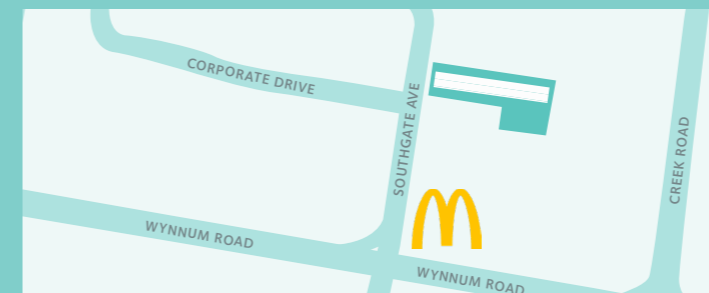 CORPORATE DRIVE
SOUTHGATE AVE
CREEK ROAD
WYNNUM ROAD
WYNNUM ROAD